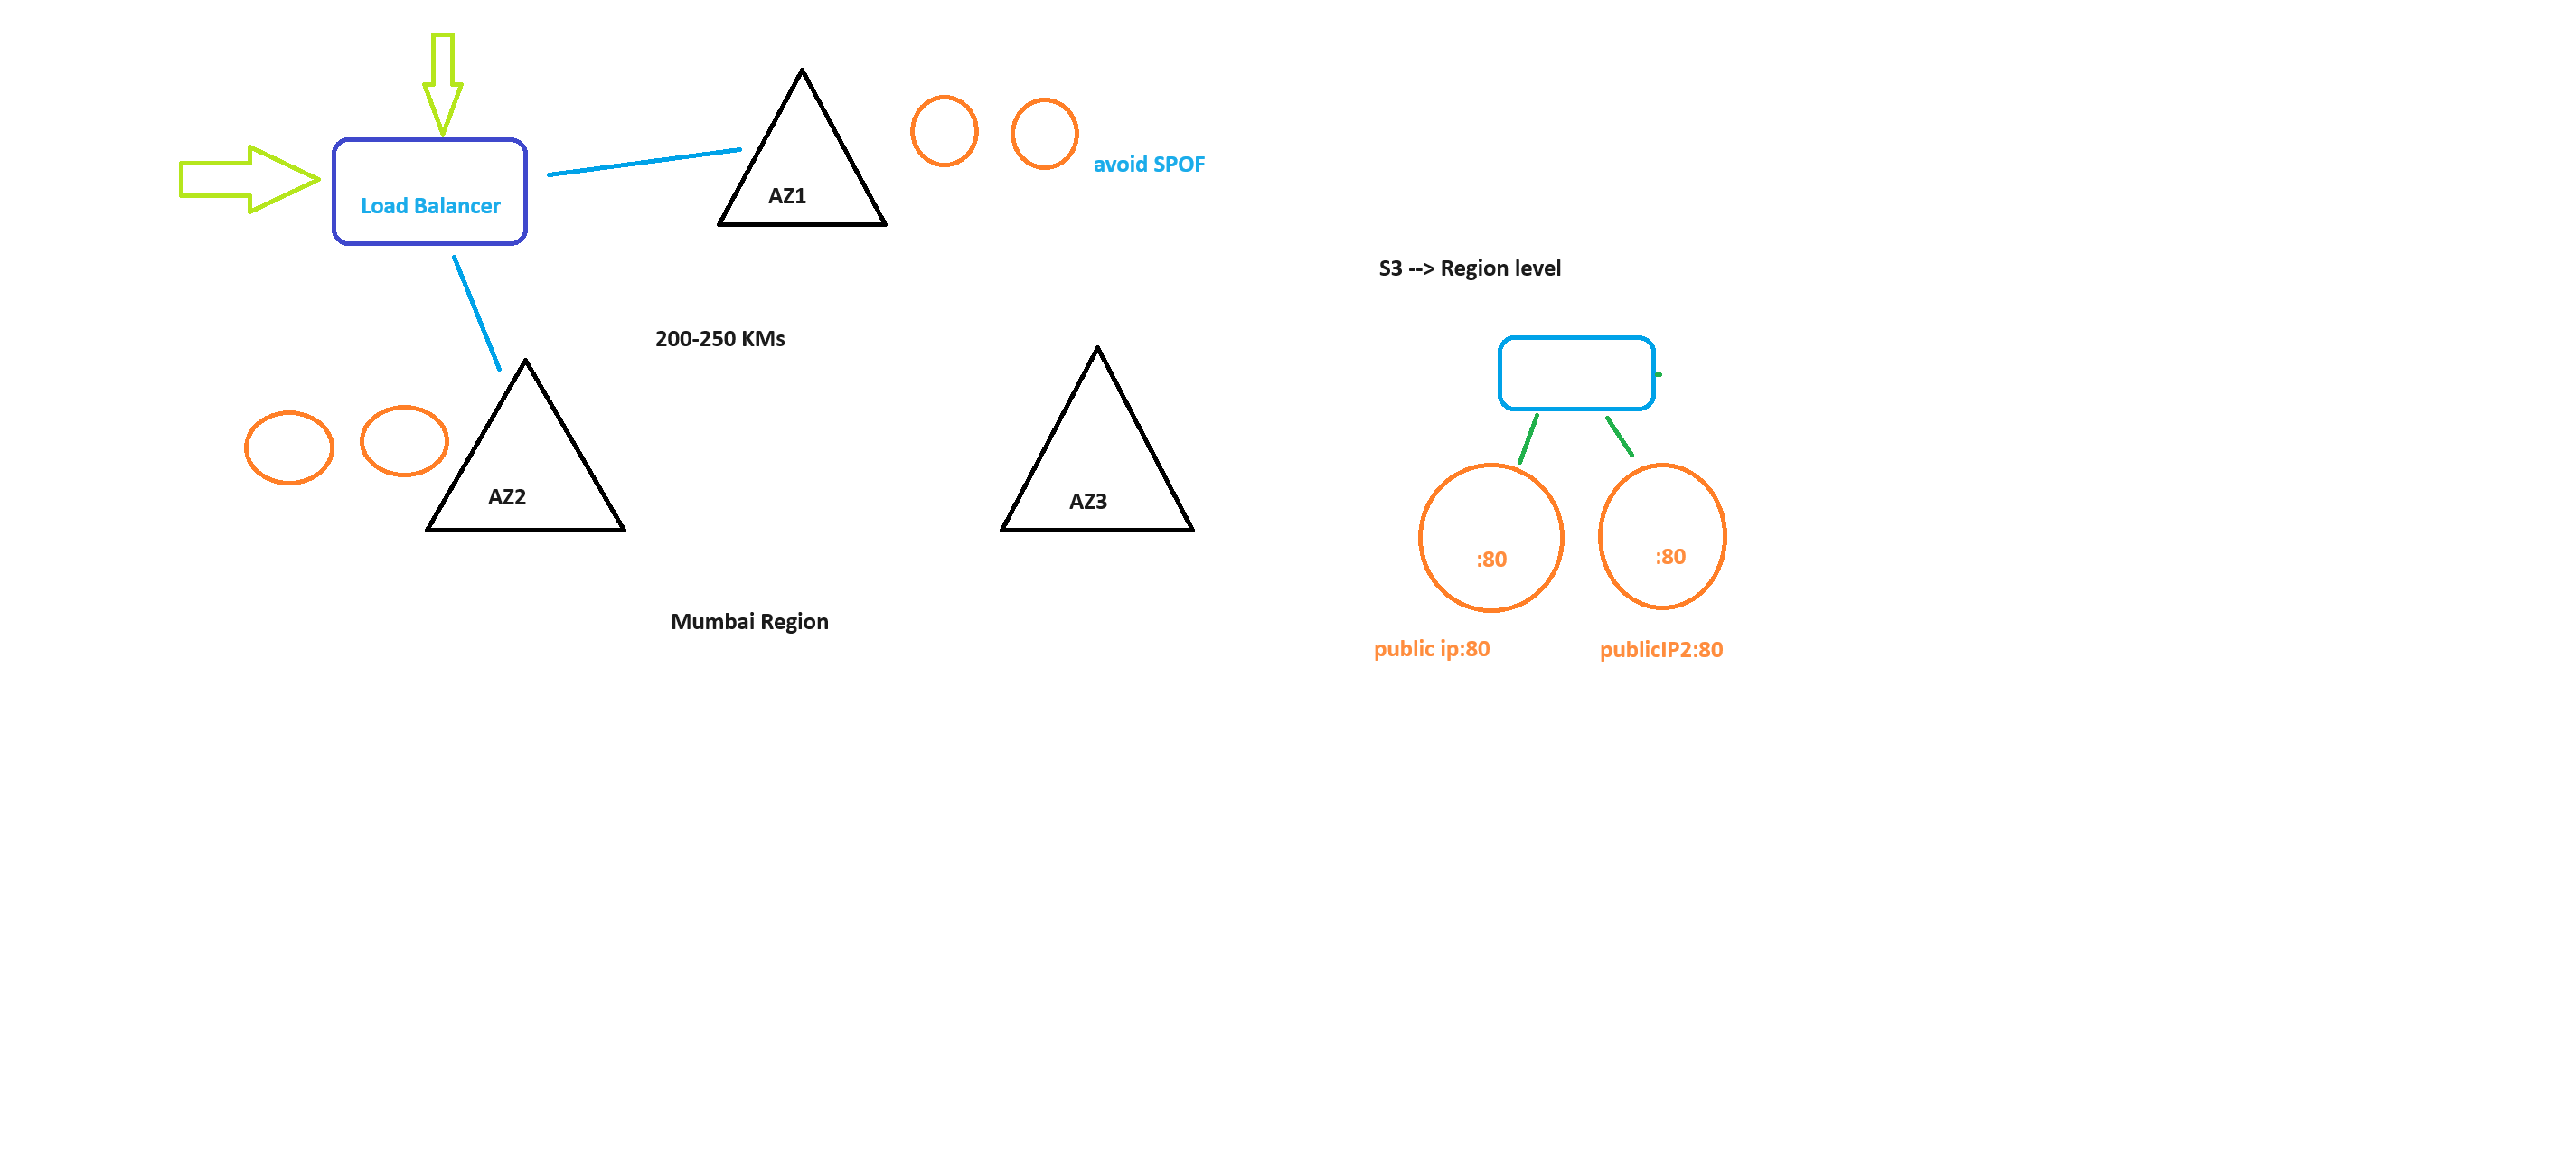 Load Balancer
AZ1
avoid SPOF
200-250 KMs
AZ2
AZ3
Mumbai Region
S3 --> Region level
:80
:80
public ip:80
publicIP2:80